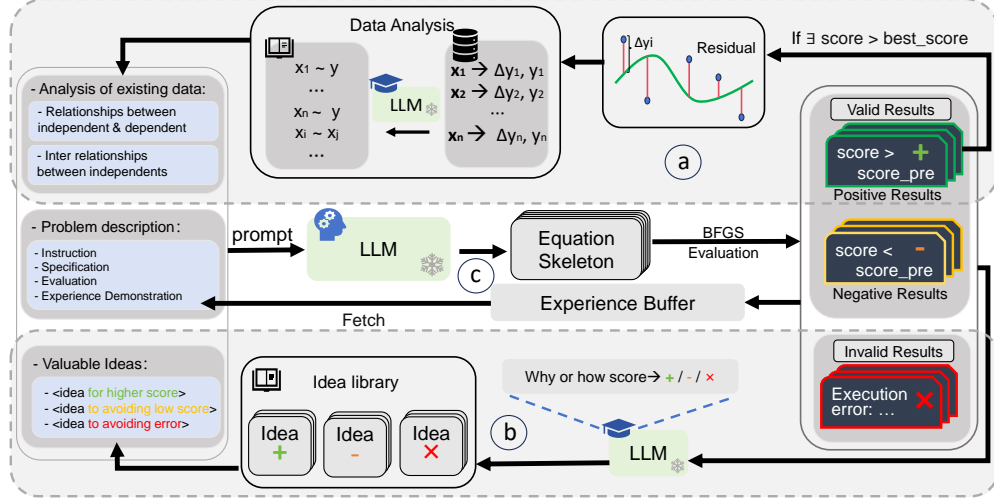 Data Analysis
x1 ~ y
...
xn ~ y
xi ~ xj
...
LLM
x1 → Δy1, y1
x2 → Δy2, y2
...
xn → Δyn, yn
Δyi
Residual
If ∃ score > best_score
a
- Analysis of existing data:
- Relationships between
independent & dependent
- Inter relationships
between independents
Valid Results
score > +
score_pre
Positive Results
score < -
score_pre
Negative Results
- Problem description:
- Instruction
- Specification
- Evaluation
- Experience Demonstration
prompt
LLM
c
Equation
Skeleton
BFGS
Evaluation
Experience Buffer
Fetch
- Valuable Ideas:
- <idea for higher score>
- <idea to avoiding low score>
- <idea to avoiding error>
Idea library
Idea
+
Idea
-
Idea
×
b
Why or how score→ + / - / ×
LLM
Invalid Results
Execution
error: ... ×